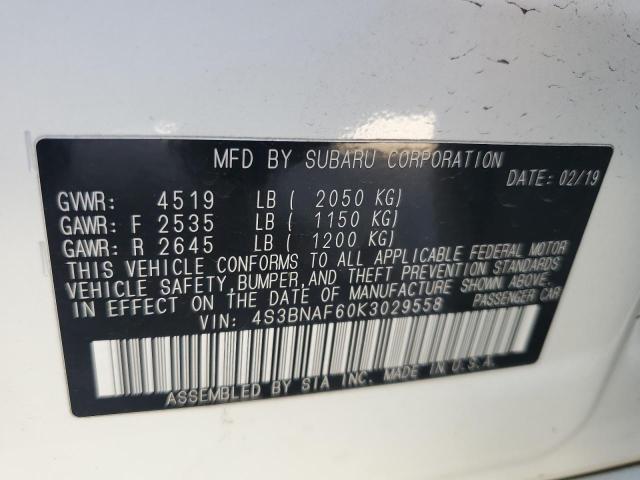 MFD BY SUBARU CORPORATION
DATE: 02/19
GVWR: 4519 LB ( 2050 KG)
GAWR: F 2535 LB ( 1150 KG)
GAWR: R 2645 LB ( 1200 KG)
THIS VEHICLE CONFORMS TO ALL APPLICABLE FEDERAL MOTOR
VEHICLE SAFETY, BUMPER, AND THEFT PREVENTION STANDARDS
IN EFFECT ON THE DATE OF MANUFACTURE SHOWN ABOVE.
VIN: 4S3BNAF60K3029558 PASSENGER CAR
ASSEMBLED BY SIA INC. MADE IN U.S.A.